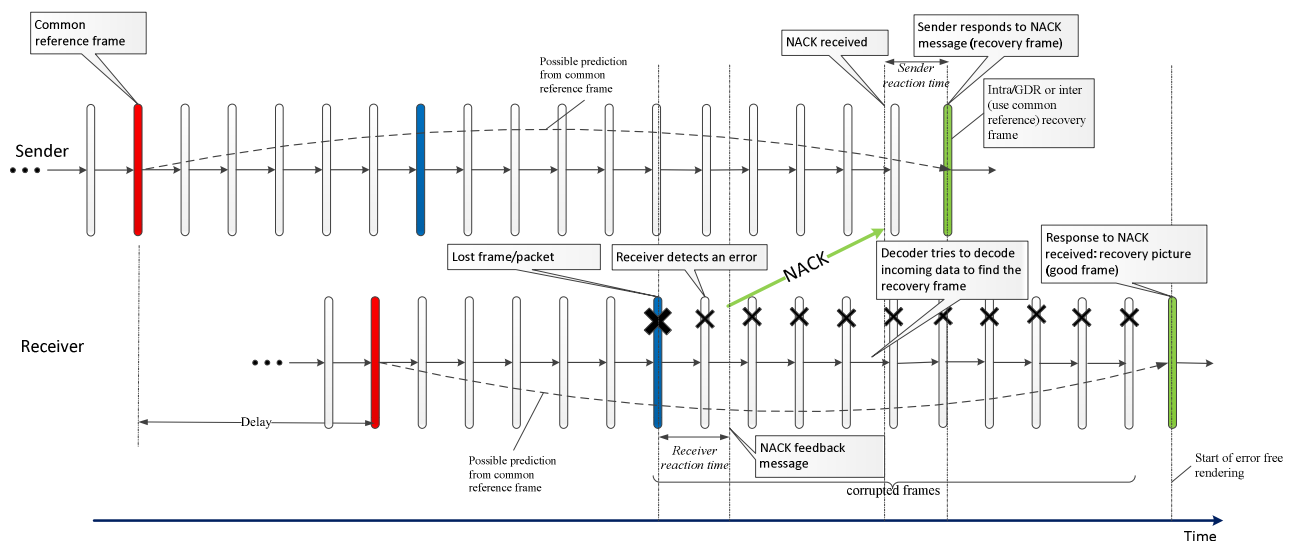 Common
reference frame
NACK received
Sender responds to NACK
message (recovery frame)
Possible prediction
from common
reference frame
Sender
reaction time
Intra/GDR or inter
(use common
reference) recovery
frame
Sender
Lost frame/packet
Receiver detects an error
NACK
Decoder tries to decode
incoming data to find the
recovery frame
Response to NACK
received: recovery picture
(good frame)
Receiver
Delay
Possible prediction
from common
reference frame
Receiver
reaction time
NACK feedback
message
corrupted frames
Start of error free
rendering
Time